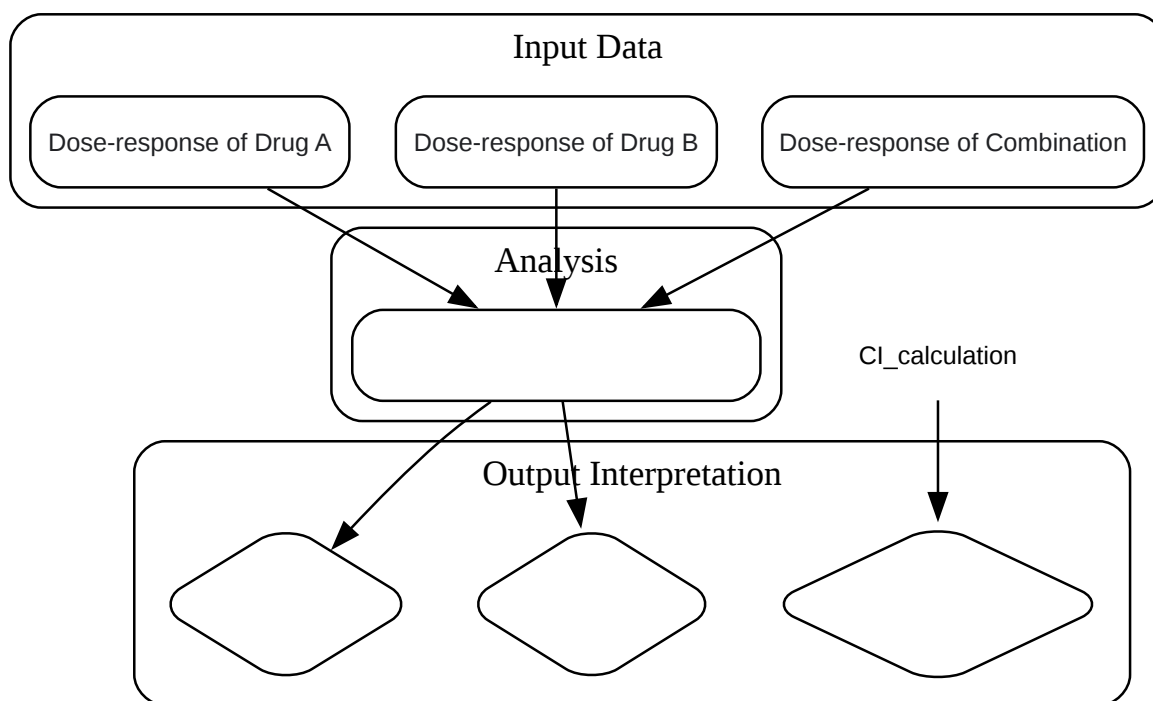 Input Data
Dose-response of Drug A
Dose-response of Drug B
Dose-response of Combination
Analysis
CI_calculation
Output Interpretation